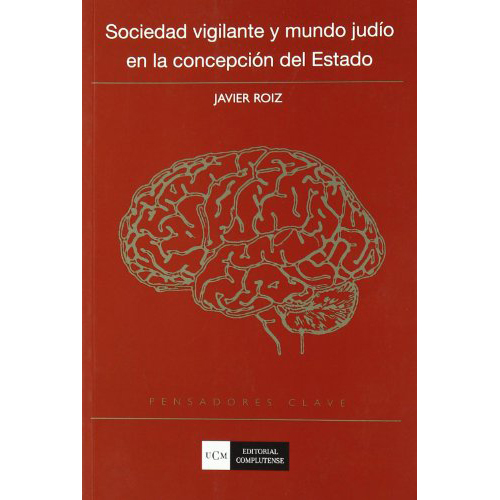 Sociedad vigilante y mundo judío
en la concepción del Estado
JAVIER ROIZ
PENSADORES CLAVE
UCM
EDITORIAL
COMPLUTENSE